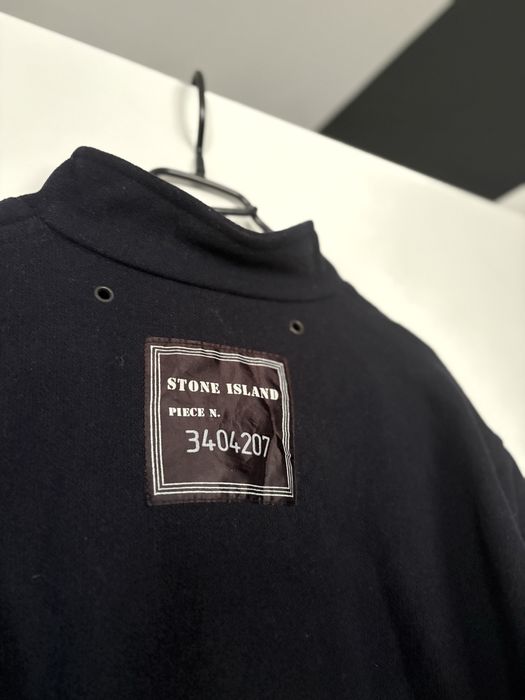 STONE ISLAND
PIECE N.
3404207